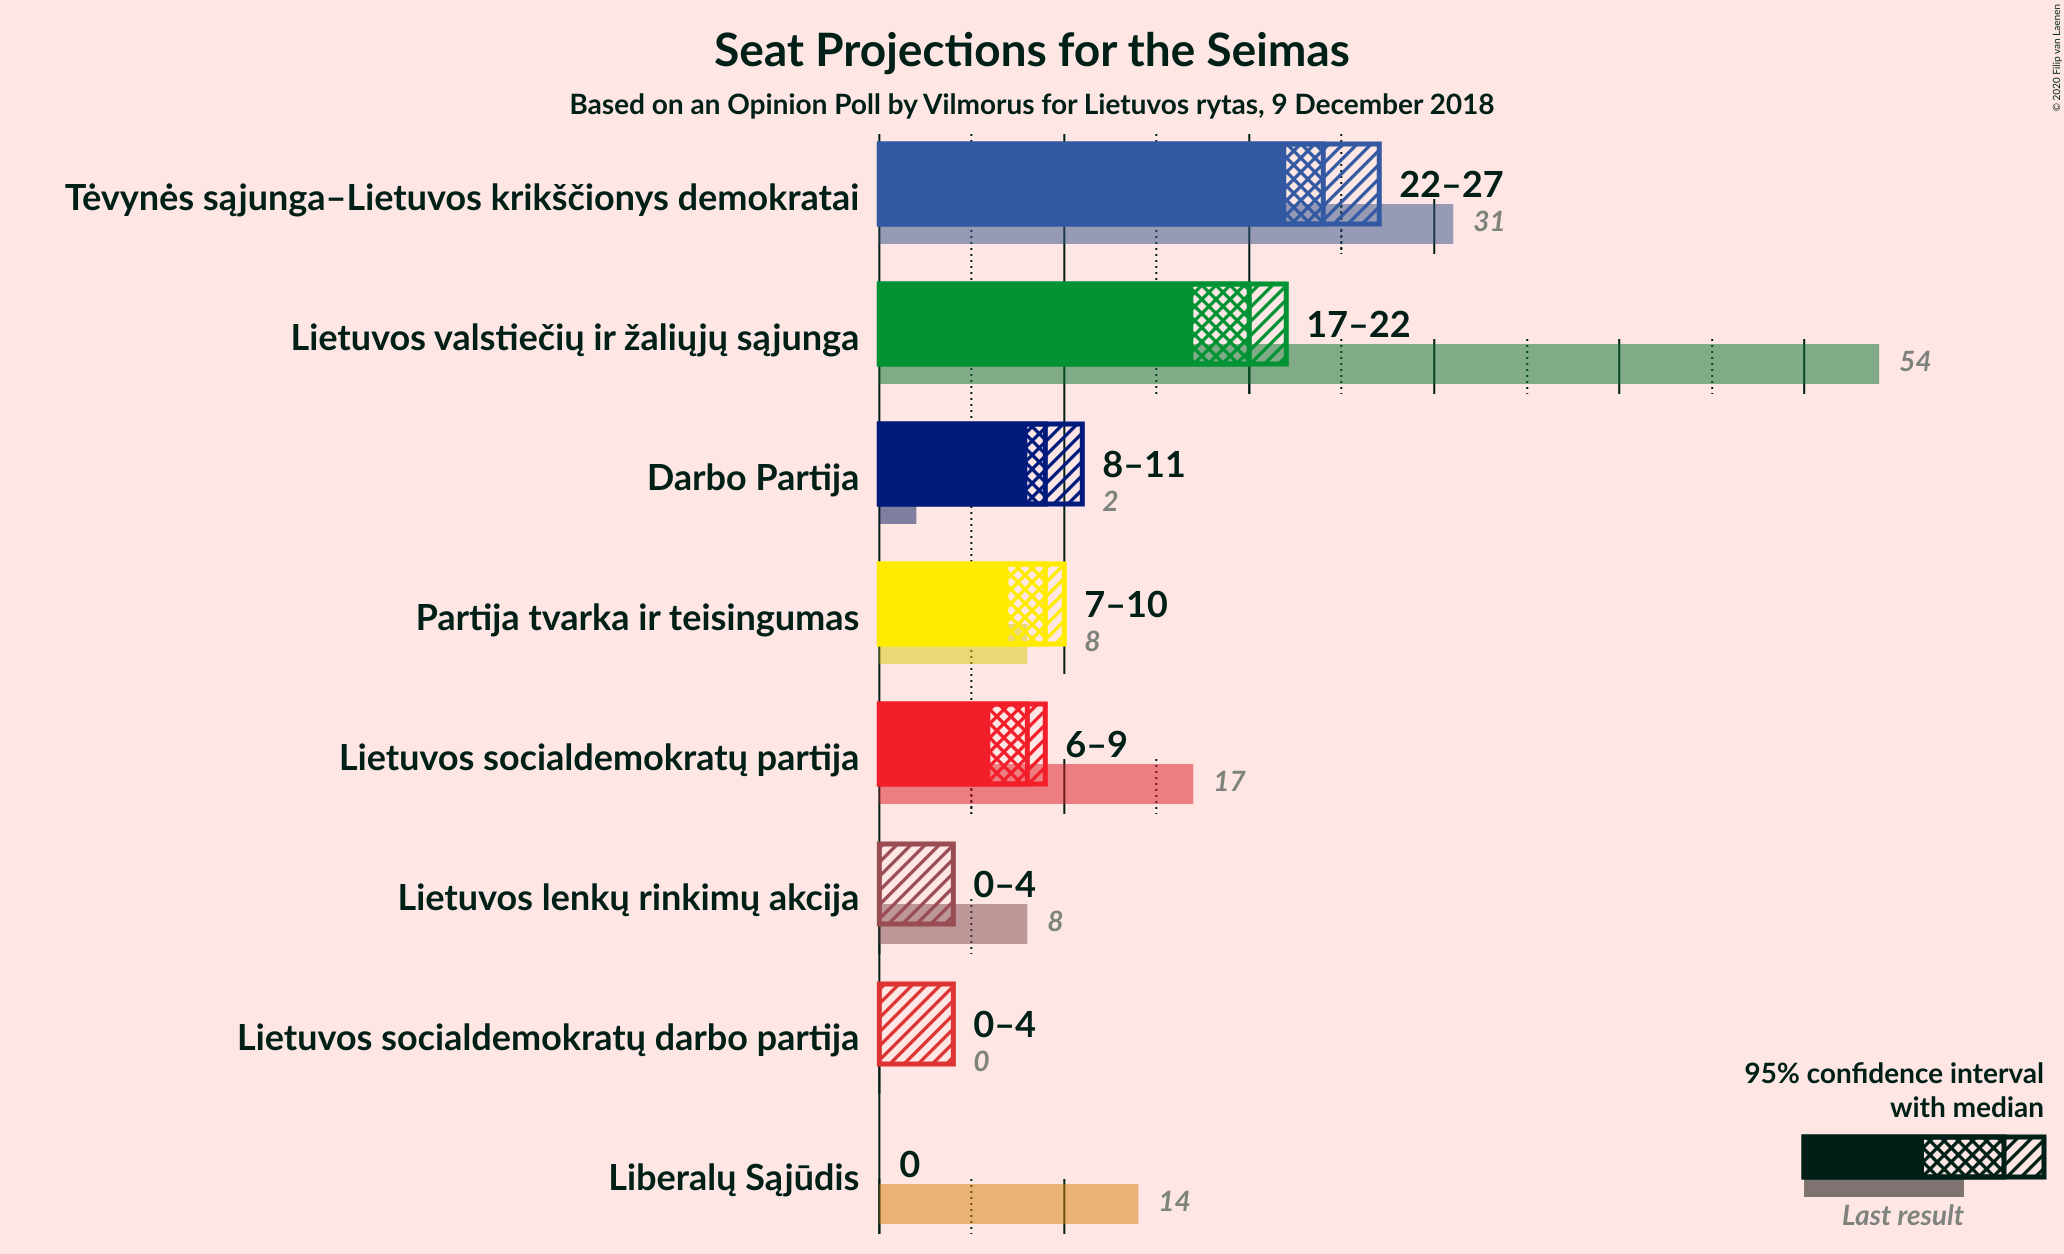 Seat Projections for the Seimas
Based on an Opinion Poll by Vilmorus for Lietuvos rytas, 9 December 2018
© 2020 Filip van Laenen
Tėvynės sąjunga–Lietuvos krikščionys demokratai
22–27
31
Lietuvos valstiečių ir žaliųjų sąjunga
17–22
54
Darbo Partija
8–11
2
Partija tvarka ir teisingumas
7–10
8
Lietuvos socialdemokratų partija
6–9
17
Lietuvos lenkų rinkimų akcija
0–4
8
Lietuvos socialdemokratų darbo partija
0–4
0
Liberalų Sąjūdis
0
14
95% confidence interval
with median
Last result